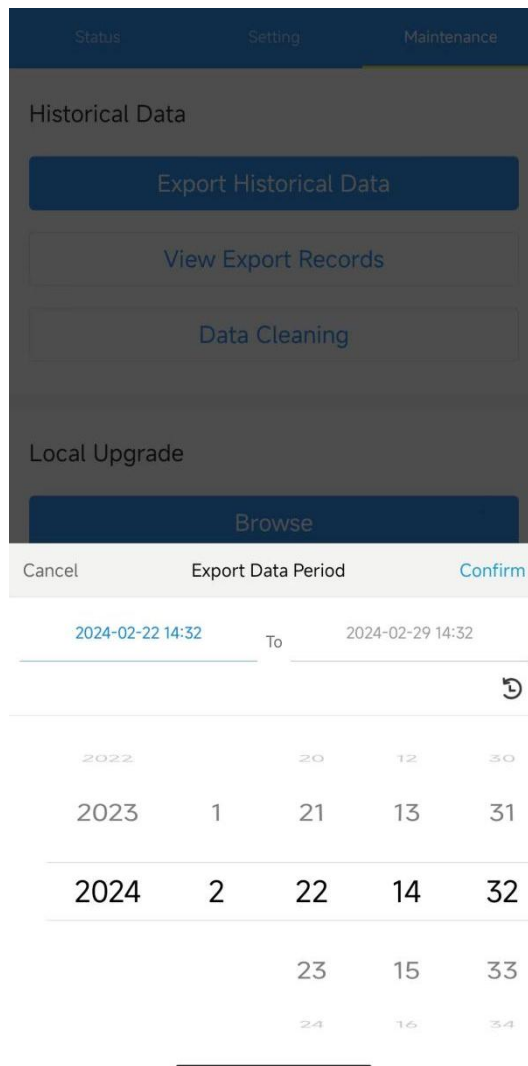 Status Setting Maintenance
Historical Data
Export Historical Data
View Export Records
Data Cleaning
Local Upgrade
Browse
Cancel Export Data Period Confirm
2024-02-22 14:32 To 2024-02-29 14:32
2022 20 12 30
2023 1 21 13 31
2024 2 22 14 32
23 15 33
24 16 34